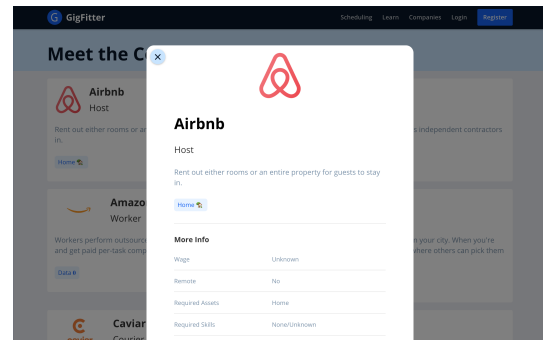 G GigFitter
Scheduling Learn Companies Login Register
Meet the C
×
Airbnb
Host
Rent out either rooms or an
in.
Home
s independent contractors
Airbnb
Host
Rent out either rooms or an entire property for guests to stay
in.
Home
More Info
Wage Unknown
Remote No
Required Assets Home
Required Skills None/Unknown
Amazo
Worker
Workers perform outsourc
and get paid per-task comp
Data
n your city. When you're
where others can pick them
Caviar
Courier